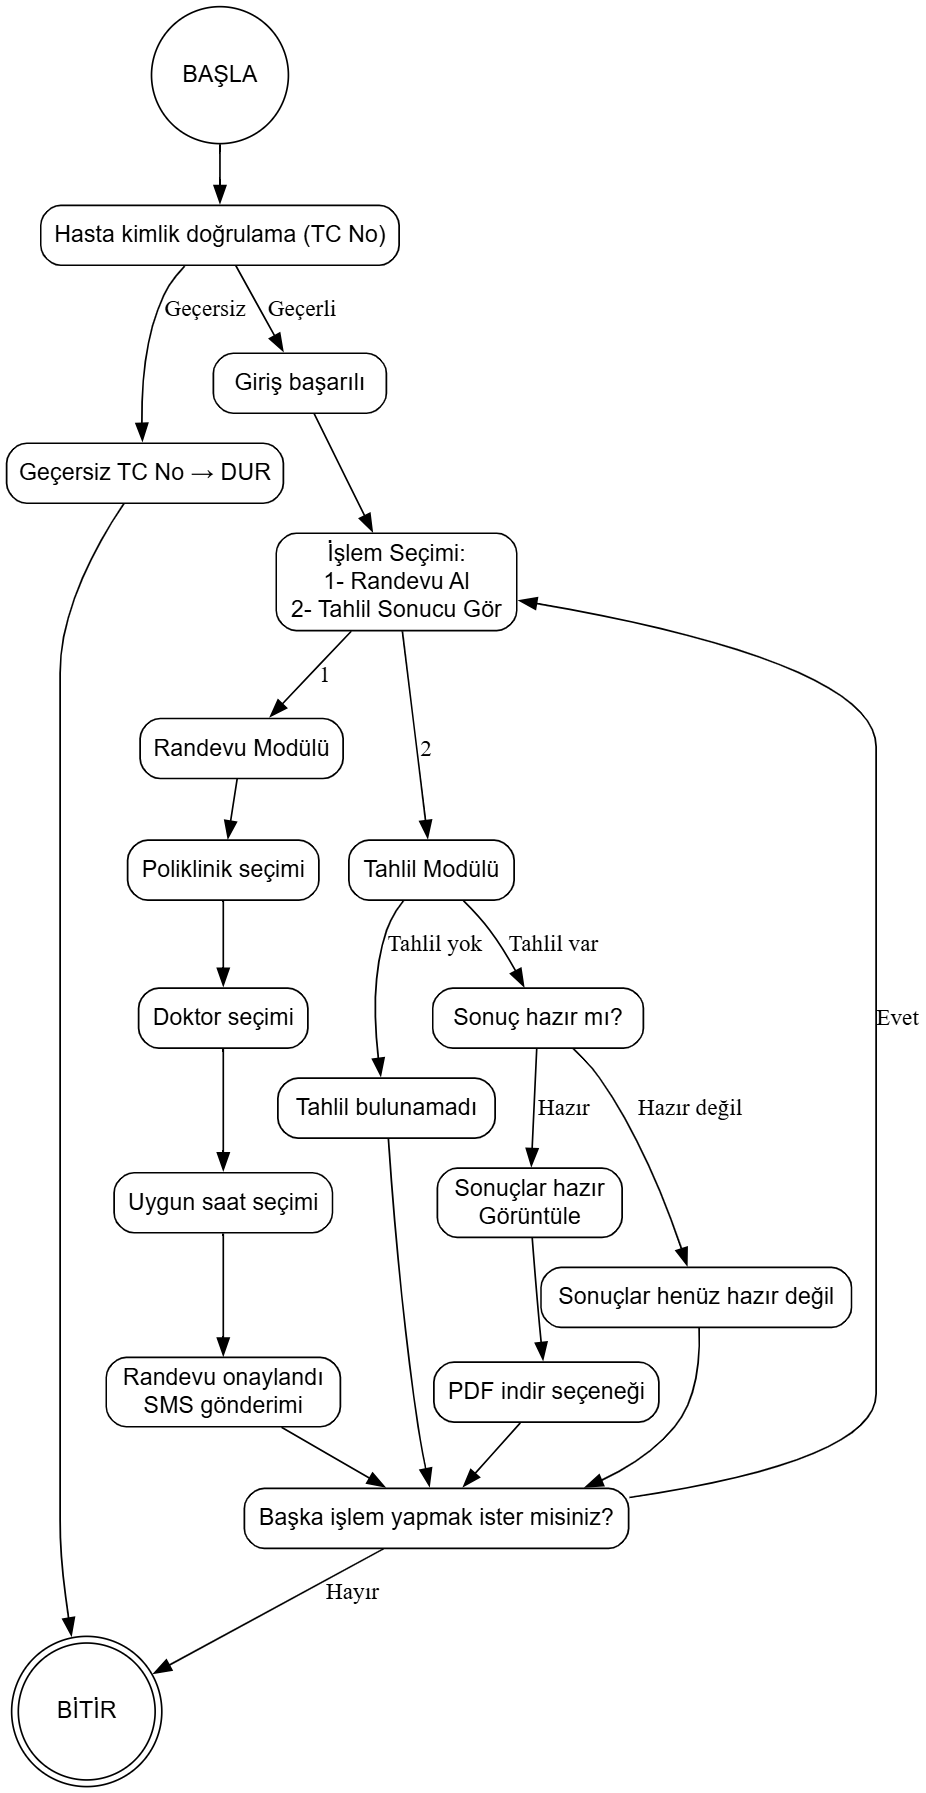 BAŞLA
Hasta kimlik doğrulama (TC No)
Geçersiz
Geçerli
Giriş başarılı
Geçersiz TC No → DUR
İşlem Seçimi:
1- Randevu Al
2- Tahlil Sonucu Gör
1
2
Randevu Modülü
Poliklinik seçimi
Tahlil Modülü
Tahlil yok
Tahlil var
Doktor seçimi
Sonuç hazır mı?
Evet
Tahlil bulunamadı
Hazır
Hazır değil
Uygun saat seçimi
Sonuçlar hazır
Görüntüle
Sonuçlar henüz hazır değil
Randevu onaylandı
SMS gönderimi
PDF indir seçeneği
Başka işlem yapmak ister misiniz?
Hayır
BİTİR